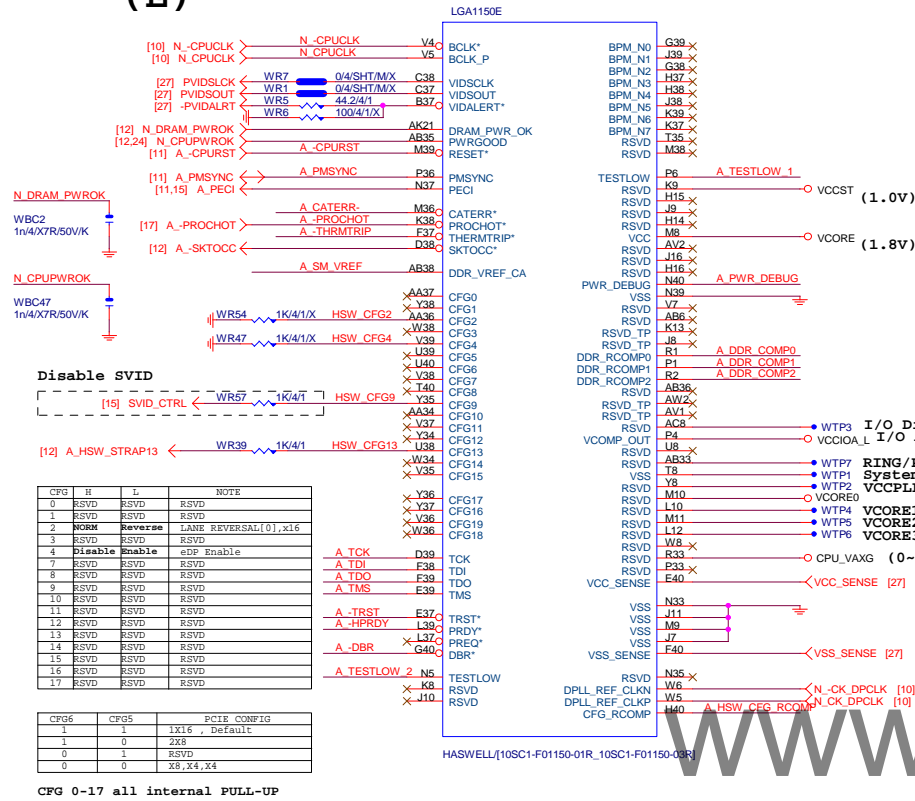 (E)
LGA1150E
[10] N_-CPUCLK N_-CPUCLK V4 BCLK* BPM_N0 G39
[10] N_CPUCLK N_CPUCLK V5 BCLK_P BPM_N1 J39
BPM_N2 G38
[27] PVIDSLCK WR7 0/4/SHT/M/X C38 VIDSCLK BPM_N3 H37
[27] PVIDSOUT WR1 0/4/SHT/M/X C37 VIDSOUT BPM_N4 H38
[27] -PVIDALRT WR5 44.2/4/1 B37 VIDALERT* BPM_N5 J38
WR6 100/4/1/X BPM_N6 K39
[12] N_DRAM_PWROK AK21 DRAM_PWR_OK BPM_N7 K37
[12,24] N_CPUPWROK AB35 PWRGOOD RSVD T35
[11] A_-CPURST A_-CPURST M39 RESET* RSVD M38
[11] A_PMSYNC A_PMSYNC P36 PMSYNC TESTLOW P6 A_TESTLOW_1
[11,15] A_PECI N37 PECI RSVD K9 VCCST (1.0V)
RSVD H15
A_CATERR- M36 CATERR* RSVD J9
[17] A_-PROCHOT A_-PROCHOT K38 PROCHOT* RSVD H14
A_-THRMTRIP F37 THERMTRIP* VCC M8 VCORE (1.8V)
[12] A_-SKTOCC D38 SKTOCC* RSVD AV2
RSVD J16
A_SM_VREF AB38 DDR_VREF_CA RSVD H16
PWR_DEBUG N40 A_PWR_DEBUG
N_DRAM_PWROK
WBC2
1n/4/X7R/50V/K
N_CPUPWROK
WBC47
1n/4/X7R/50V/K
AA37 CFG0 VSS N39
Y38 CFG1 RSVD V7
WR54 1K/4/1/X HSW_CFG2 AA36 CFG2 RSVD AB6
W38 CFG3 RSVD_TP K13
WR47 1K/4/1/X HSW_CFG4 V39 CFG4 RSVD_TP J8
U39 CFG5 DDR_RCOMP0 R1 A_DDR_COMP0
U40 CFG6 DDR_RCOMP1 P1 A_DDR_COMP1
V38 CFG7 DDR_RCOMP2 R2 A_DDR_COMP2
T40 CFG8 RSVD AB36
Disable SVID
[15] SVID_CTRL WR57 1K/4/1 HSW_CFG9 Y35 CFG9 RSVD_TP AW2
AA34 CFG10 RSVD_TP AV1
V37 CFG11 RSVD AC8 WTP3 I/O Di
Y34 CFG12 VCOMP_OUT P4 VCCIOA_L I/O
[12] A_HSW_STRAP13 WR39 1K/4/1 HSW_CFG13 U38 CFG13 RSVD U8
W34 CFG14 RSVD AB33 WTP7 RING/
V35 CFG15 VSS T8 WTP1 System
RSVD Y8 WTP2 VCCPLL
Y36 CFG17 RSVD M10 VCORE0
Y37 CFG16 RSVD L10 WTP4 VCORE1
V36 CFG19 RSVD M11 WTP5 VCORE2
W36 CFG18 RSVD L12 WTP6 VCORE3
RSVD W8
A_TCK D39 TCK RSVD R33 CPU_VAXG (0~
A_TDI F38 TDI RSVD P33
A_TDO F39 TDO VCC_SENSE E40 VCC_SENSE [27]
A_TMS E39 TMS
A_-TRST E37 TRST* VSS N33
A_-HPRDY L39 PRDY* VSS J11
L37 PREQ* VSS M9
A_-DBR G40 DBR* VSS J7
VSS_SENSE F40 VSS_SENSE [27]
A_TESTLOW_2 N5 TESTLOW RSVD N35
K8 RSVD DPLL_REF_CLKN W6 N_-CK_DPCLK [10]
J10 RSVD DPLL_REF_CLKP W5 N_CK_DPCLK [10]
CFG_RCOMP H40 A_HSW_CFG_RCOMP
HASWELL/[10SC1-F01150-01R_10SC1-F01150-03R]
CFG H L NOTE
0 RSVD RSVD RSVD
1 RSVD RSVD RSVD
2 NORM Reverse LANE REVERSAL[0],x16
3 RSVD RSVD RSVD
4 Disable Enable eDP Enable
7 RSVD RSVD RSVD
8 RSVD RSVD RSVD
9 RSVD RSVD RSVD
10 RSVD RSVD RSVD
11 RSVD RSVD RSVD
12 RSVD RSVD RSVD
13 RSVD RSVD RSVD
14 RSVD RSVD RSVD
15 RSVD RSVD RSVD
16 RSVD RSVD RSVD
17 RSVD RSVD RSVD
CFG6 CFG5 PCIE CONFIG
1 1 1X16 , Default
1 0 2X8
0 1 RSVD
0 0 X8,X4,X4
CFG 0-17 all internal PULL-UP
WWW